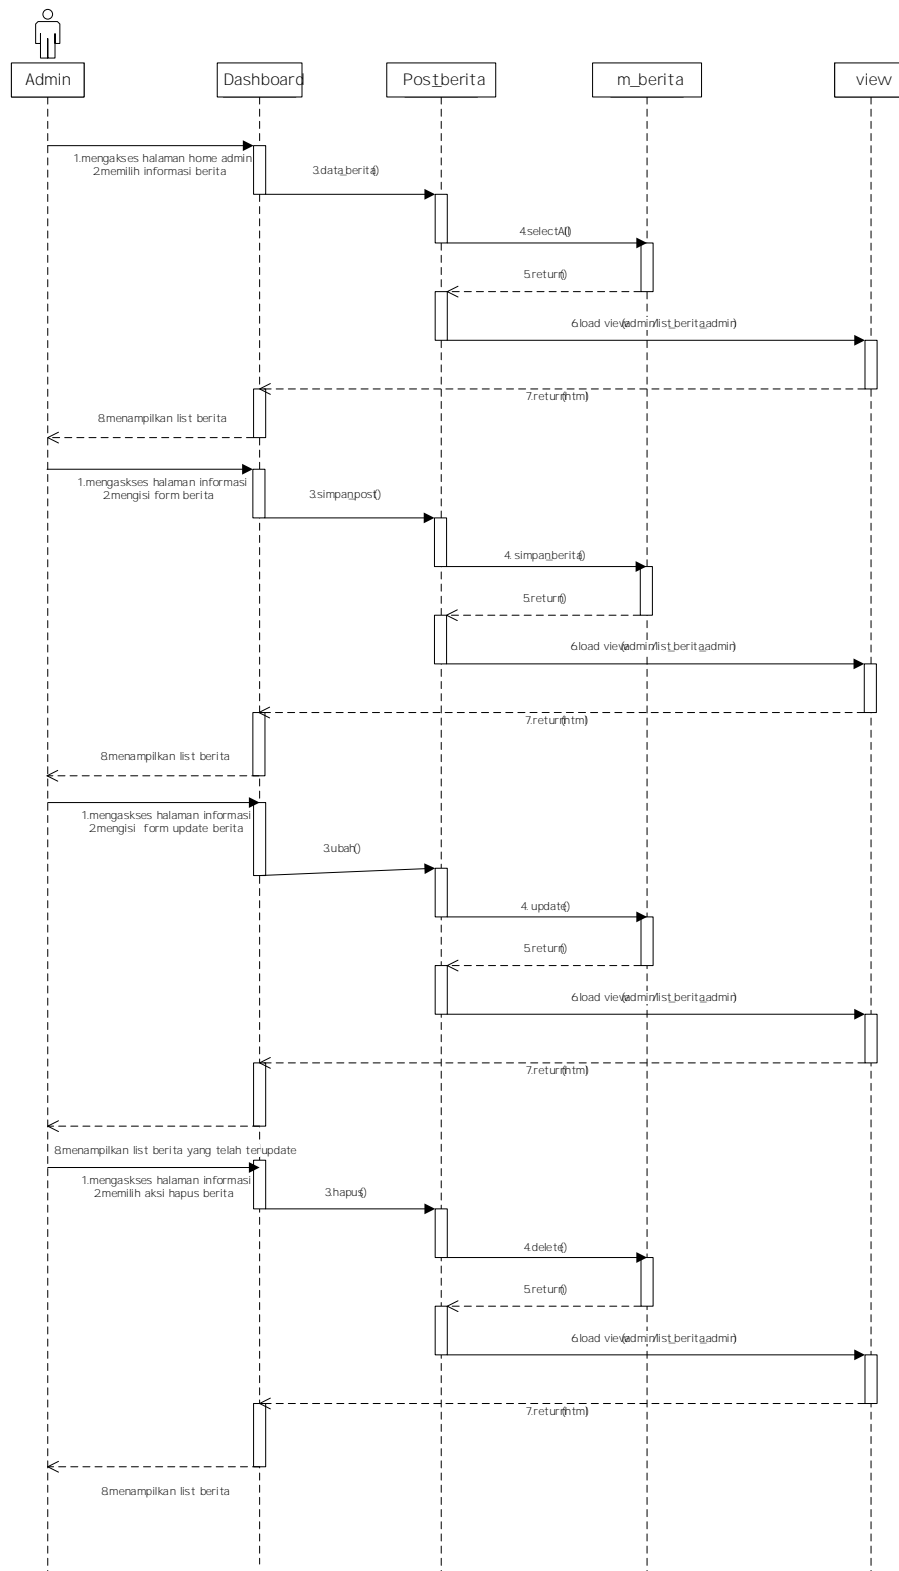 Admin
Dashboard
Post_berita
m_berita
view
1.mengakses halaman home admin
2.memilih informasi berita
3.data_berita()
4.selectAll()
5.return()
6.load view(admin/list_berita_admin)
7.return(html)
8.menampilkan list berita
1.mengaskses halaman informasi
2.mengisi form berita
3.simpan_post()
4. simpan_berita()
5.return()
6.load view(admin/list_berita_admin)
7.return(html)
8.menampilkan list berita
1.mengaskses halaman informasi
2.mengisi form update berita
3.ubah()
4. update()
5.return()
6.load view(admin/list_berita_admin)
7.return(html)
8.menampilkan list berita yang telah terupdate
1.mengaskses halaman informasi
2.memilih aksi hapus berita
3.hapus()
4.delete()
5.return()
6.load view(admin/list_berita_admin)
7.return(html)
8.menampilkan list berita